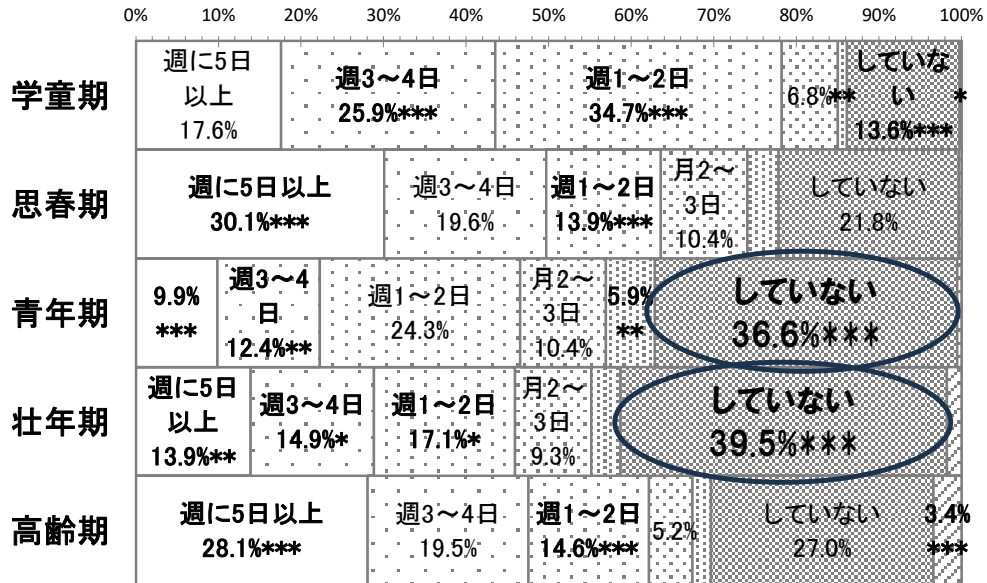 0% 10% 20% 30% 40% 50% 60% 70% 80% 90% 100%
学童期
週に5日
以上
17.6%
週3～4日
25.9%***
週1～2日
34.7%***
6.8%
**
していな
い
13.6%***
*
思春期
週に5日以上
30.1%***
週3～4日
19.6%
週1～2日
13.9%***
月2～
3日
10.4%
していない
21.8%
青年期
9.9%
***
週3～4
日
12.4%**
週1～2日
24.3%
月2～
3日
10.4%
5.9%
**
していない
36.6%***
壮年期
週に5日
以上
13.9%**
週3～4日
14.9%*
週1～2日
17.1%*
月2～
3日
9.3%
していない
39.5%***
高齢期
週に5日以上
28.1%***
週3～4日
19.5%
週1～2日
14.6%***
5.2%
していない
27.0%
3.4%
***